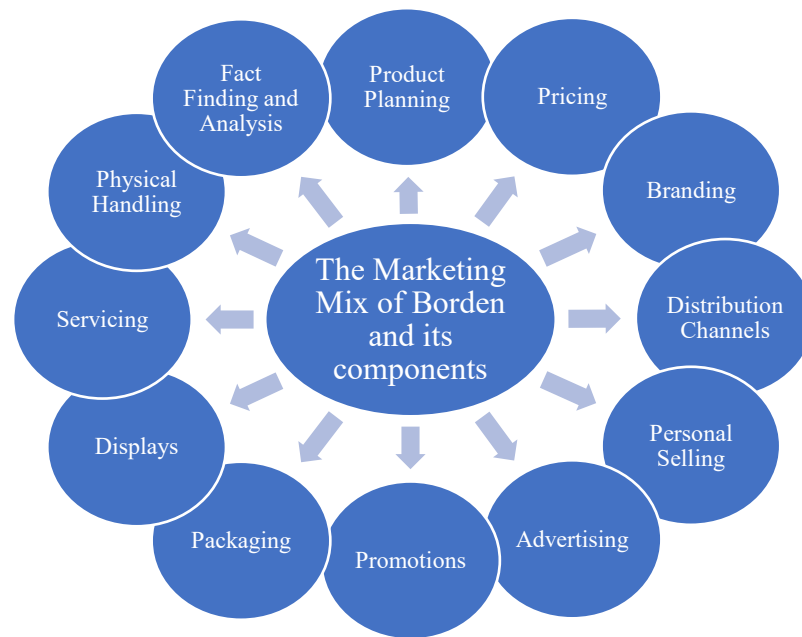 The Marketing
Mix of Borden
and its
components
Product
Planning
Pricing
Branding
Distribution
Channels
Personal
Selling
Advertising
Promotions
Packaging
Displays
Servicing
Physical
Handling
Fact
Finding and
Analysis